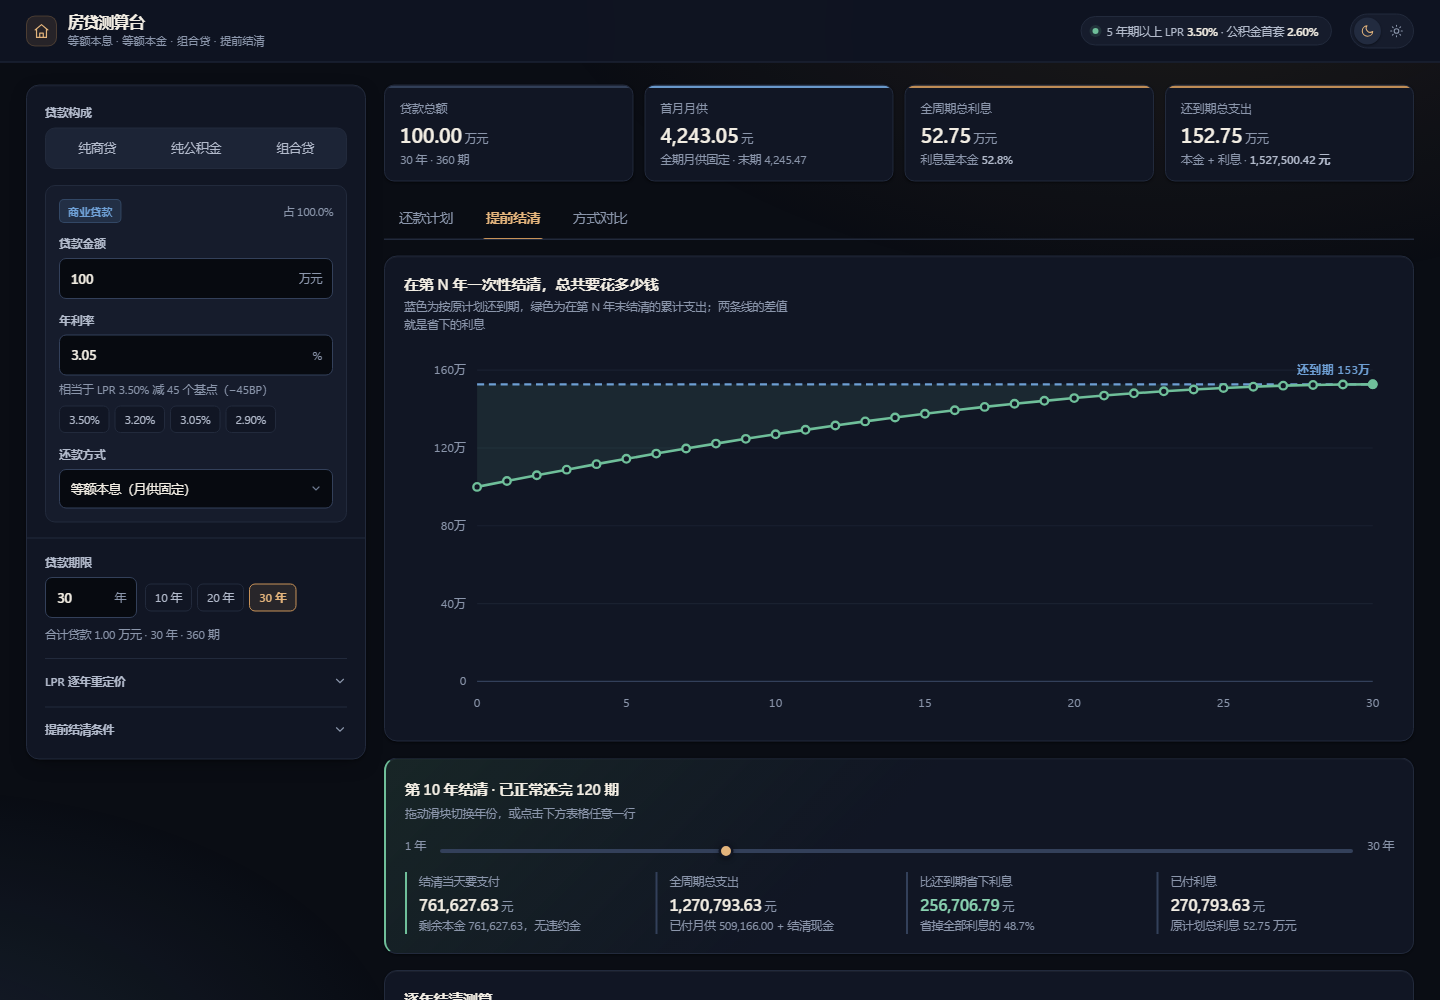 房贷测算台
等额本息 · 等额本金 · 组合贷 · 提前结清
5 年期以上 LPR 3.50% · 公积金首套 2.60%
贷款构成
纯商贷
纯公积金
组合贷
商业贷款
占 100.0%
贷款金额
100 万元
年利率
3.05 %
相当于 LPR 3.50% 减 45 个基点（−45BP）
3.50%
3.20%
3.05%
2.90%
还款方式
等额本息（月供固定）
贷款期限
30 年
10 年
20 年
30 年
合计贷款 1.00 万元 · 30 年 · 360 期
LPR 逐年重定价
提前结清条件
贷款总额
100.00 万元
30 年 · 360 期
首月月供
4,243.05 元
全期月供固定 · 末期 4,245.47
全周期总利息
52.75 万元
利息是本金 52.8%
还到期总支出
152.75 万元
本金 + 利息 · 1,527,500.42 元
还款计划
提前结清
方式对比
在第 N 年一次性结清，总共要花多少钱
蓝色为按原计划还到期，绿色为在第 N 年末结清的累计支出；两条线的差值
就是省下的利息
160万
还到期 153万
120万
80万
40万
0
0 5 10 15 20 25 30
第 10 年结清 · 已正常还完 120 期
拖动滑块切换年份，或点击下方表格任意一行
1 年
30 年
结清当天要支付
761,627.63 元
剩余本金 761,627.63，无违约金
全周期总支出
1,270,793.63 元
已付月供 509,166.00 + 结清现金
比还到期省下利息
256,706.79 元
省掉全部利息的 48.7%
已付利息
270,793.63 元
原计划总利息 52.75 万元
逐年结清测算